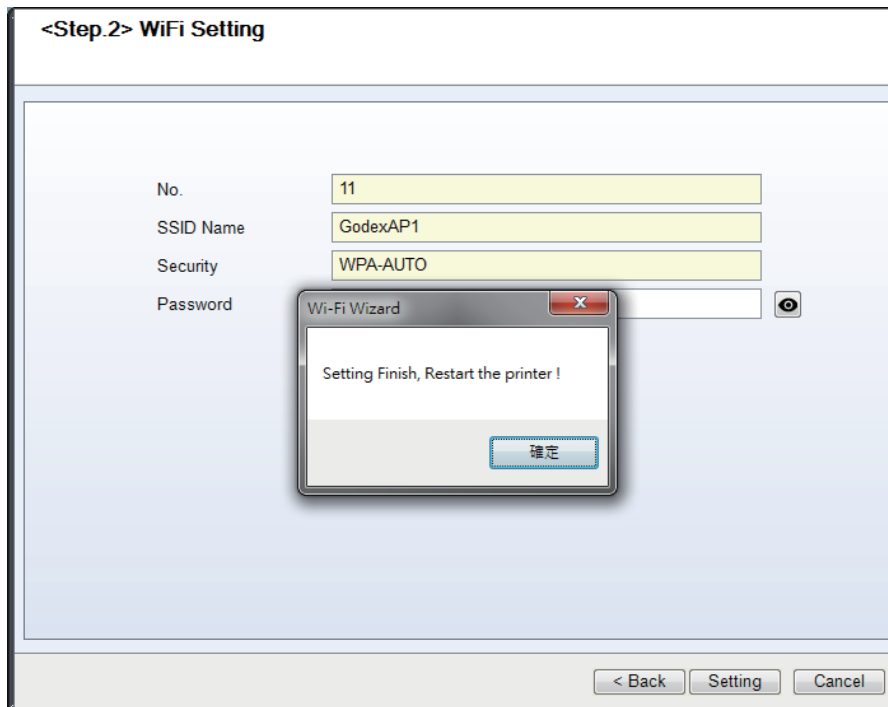 <Step.2> WiFi Setting
No. 11
SSID Name GodexAP1
Security WPA-AUTO
Password
Wi-Fi Wizard
Setting Finish, Restart the printer !
確定
< Back Setting Cancel